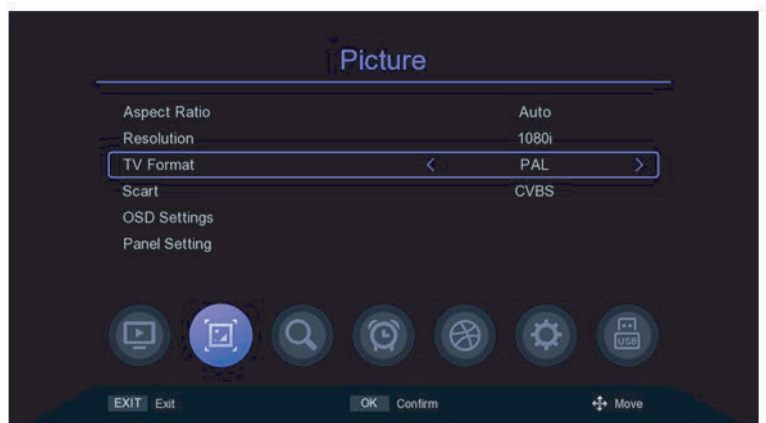 Picture
Aspect Ratio Auto
Resolution 1080i
TV Format PAL
Scart CVBS
OSD Settings
Panel Setting
USB
EXIT Exit OK Confirm Move